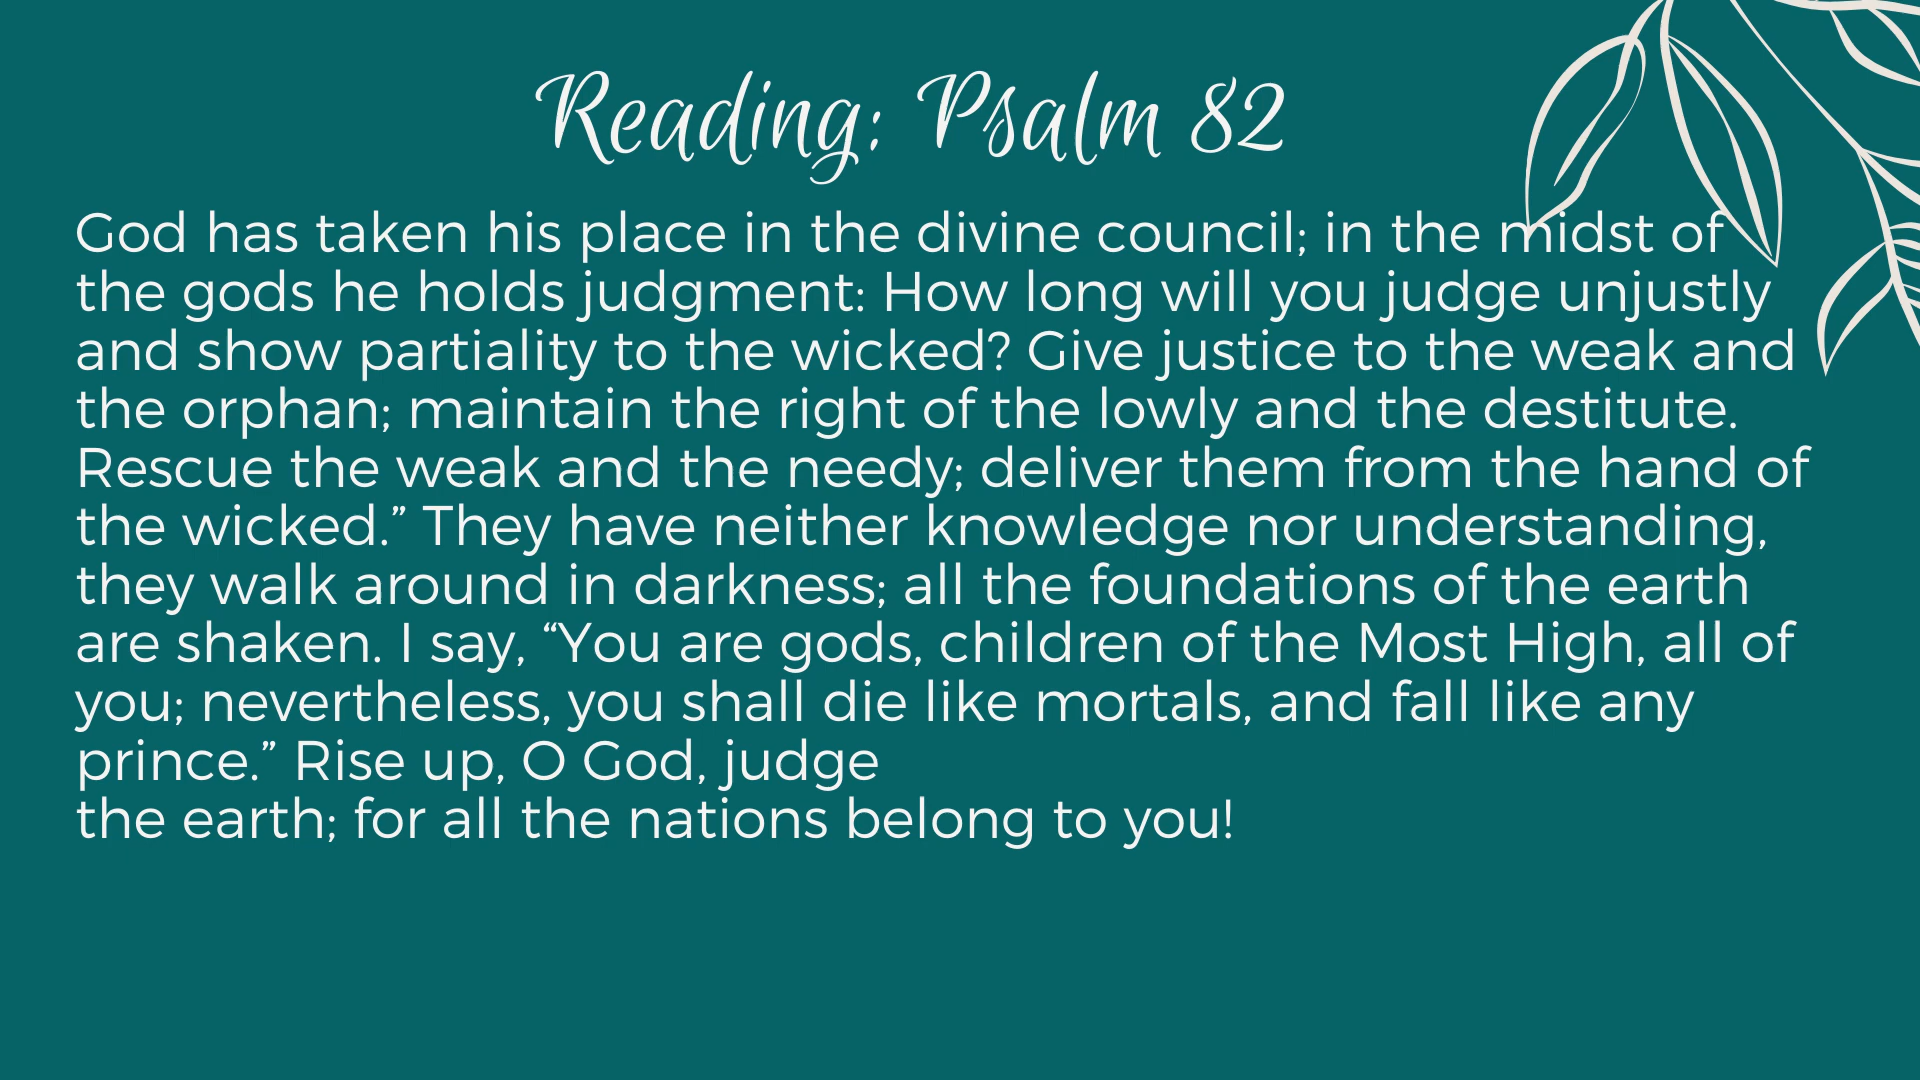 Reading: Psalm 82
God has taken his place in the divine council; in the midst of
the gods he holds judgment: How long will you judge unjustly
and show partiality to the wicked? Give justice to the weak and
the orphan; maintain the right of the lowly and the destitute.
Rescue the weak and the needy; deliver them from the hand of
the wicked.” They have neither knowledge nor understanding,
they walk around in darkness; all the foundations of the earth
are shaken. I say, “You are gods, children of the Most High, all of
you; nevertheless, you shall die like mortals, and fall like any
prince.” Rise up, O God, judge
the earth; for all the nations belong to you!